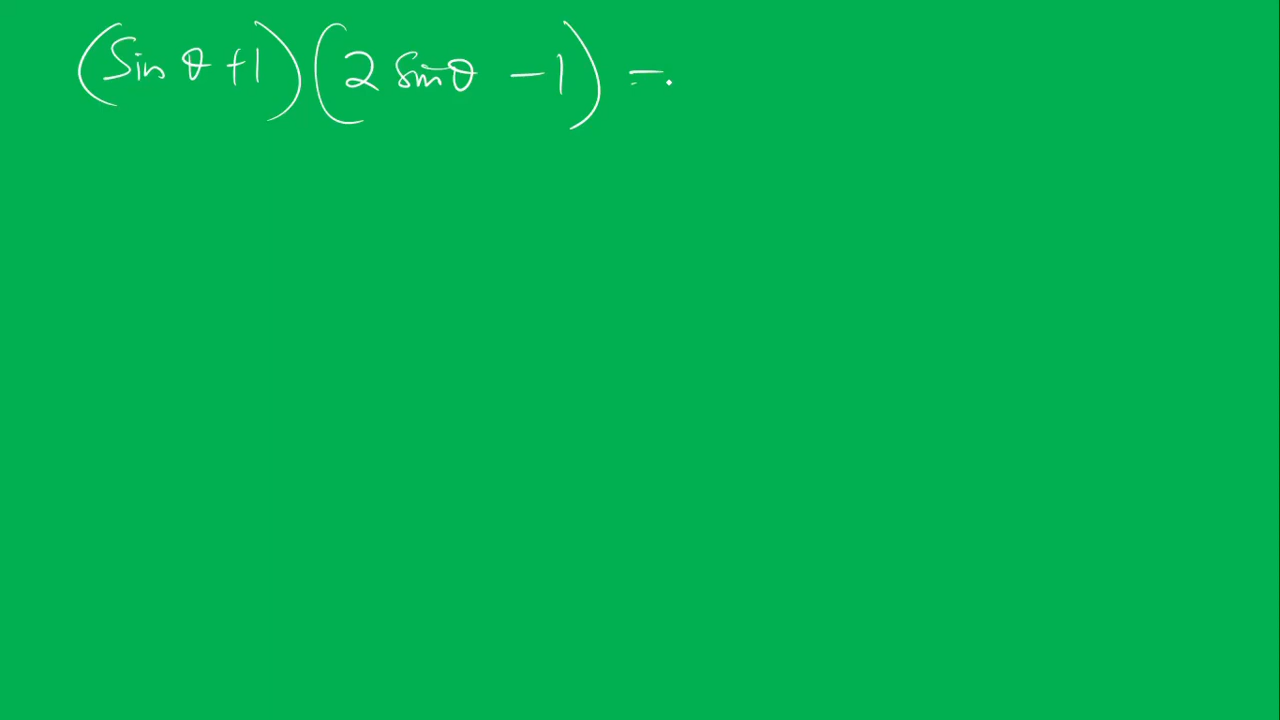 (sin θ +1)(2 sin θ - 1) =